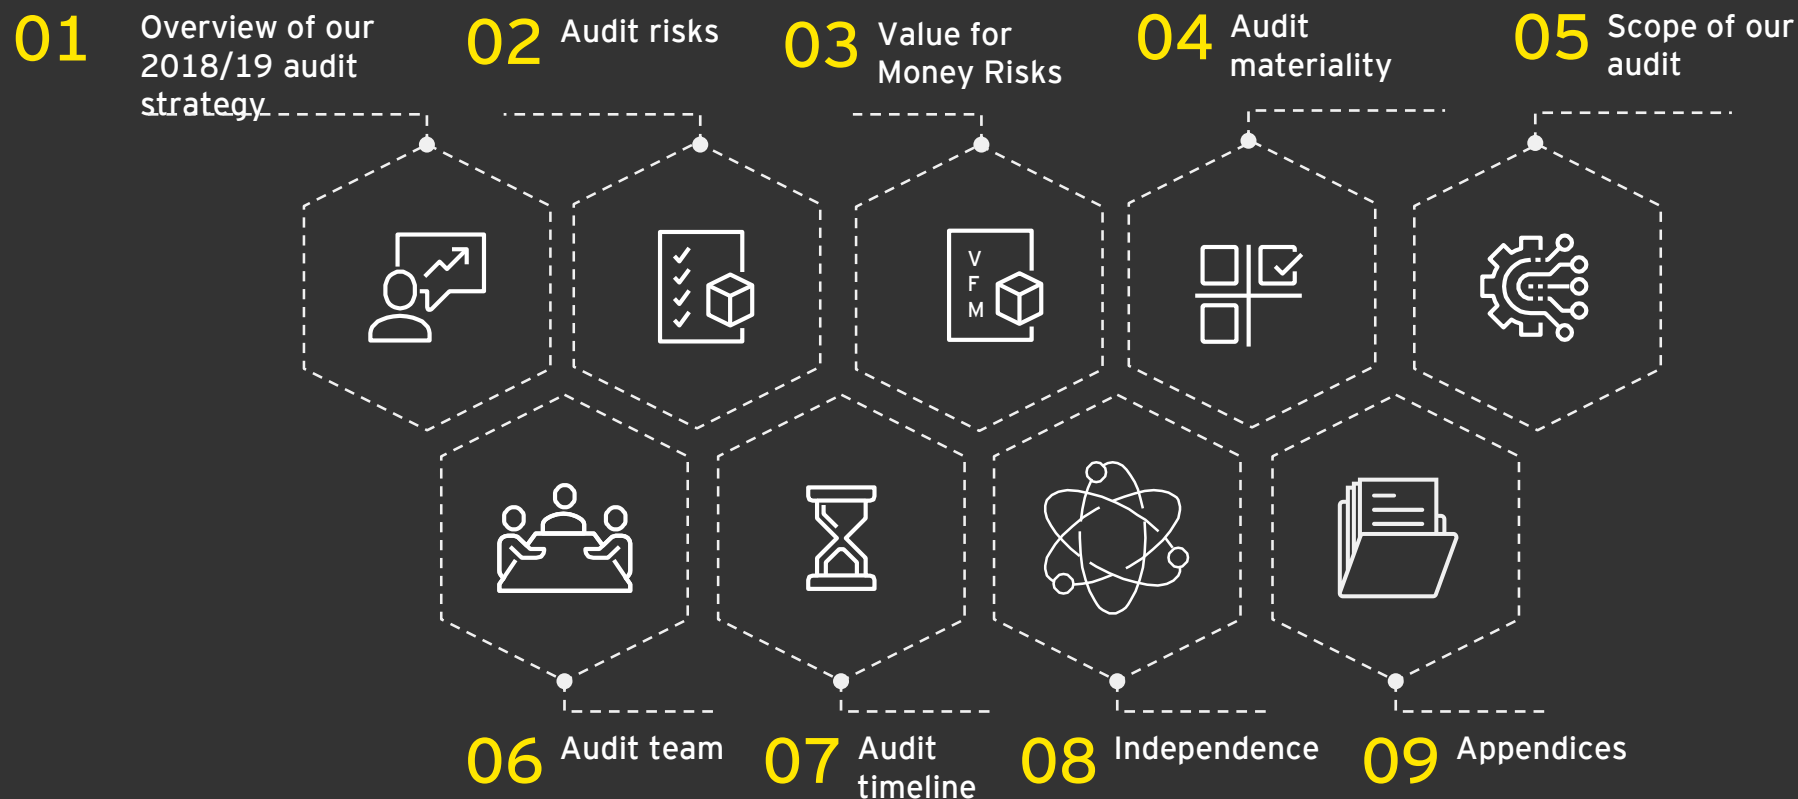 01
Overview of our
2018/19 audit
strategy
02
Audit risks
03
Value for
Money Risks
04
Audit
materiality
05
Scope of our
audit
V
F
M
06
Audit team
07
Audit
timeline
08
Independence
09
Appendices